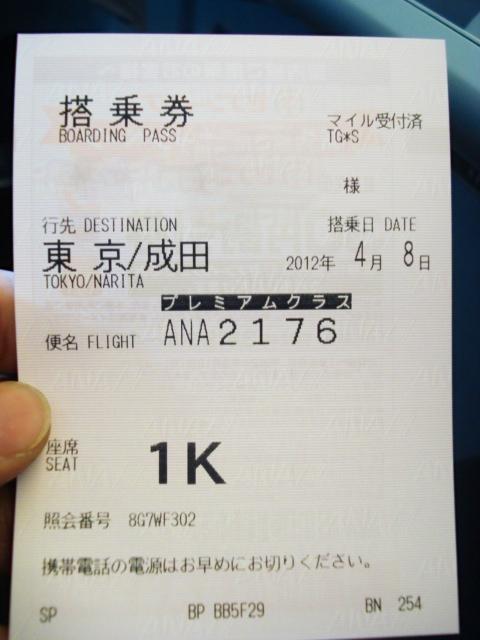 搭乗券
BOARDING PASS
マイル受付済
TG*S
様
行先 DESTINATION
搭乗日 DATE
東京/成田
2012年 4月 8日
TOKYO/NARITA
プレミアムクラス
便名 FLIGHT ANA2176
座席
SEAT
1K
照会番号 8G7WF302
携帯電話の電源はお早めにお切りください。
SP BP BB5F29 BN 254